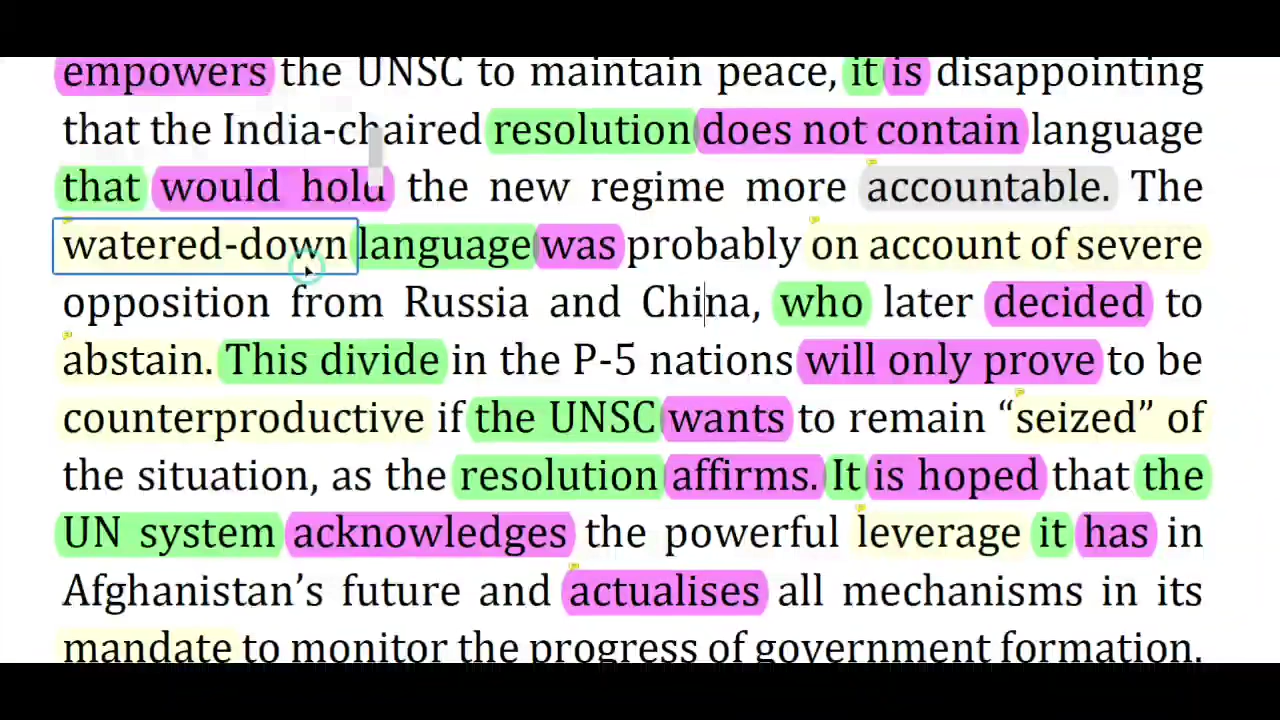 empowers the UNSC to maintain peace, it is disappointing
that the India-chaired resolution does not contain language
that would hold the new regime more accountable. The
watered-down language was probably on account of severe
opposition from Russia and China, who later decided to
abstain. This divide in the P-5 nations will only prove to be
counterproductive if the UNSC wants to remain “seized” of
the situation, as the resolution affirms. It is hoped that the
UN system acknowledges the powerful leverage it has in
Afghanistan’s future and actualises all mechanisms in its
mandate to monitor the progress of government formation.